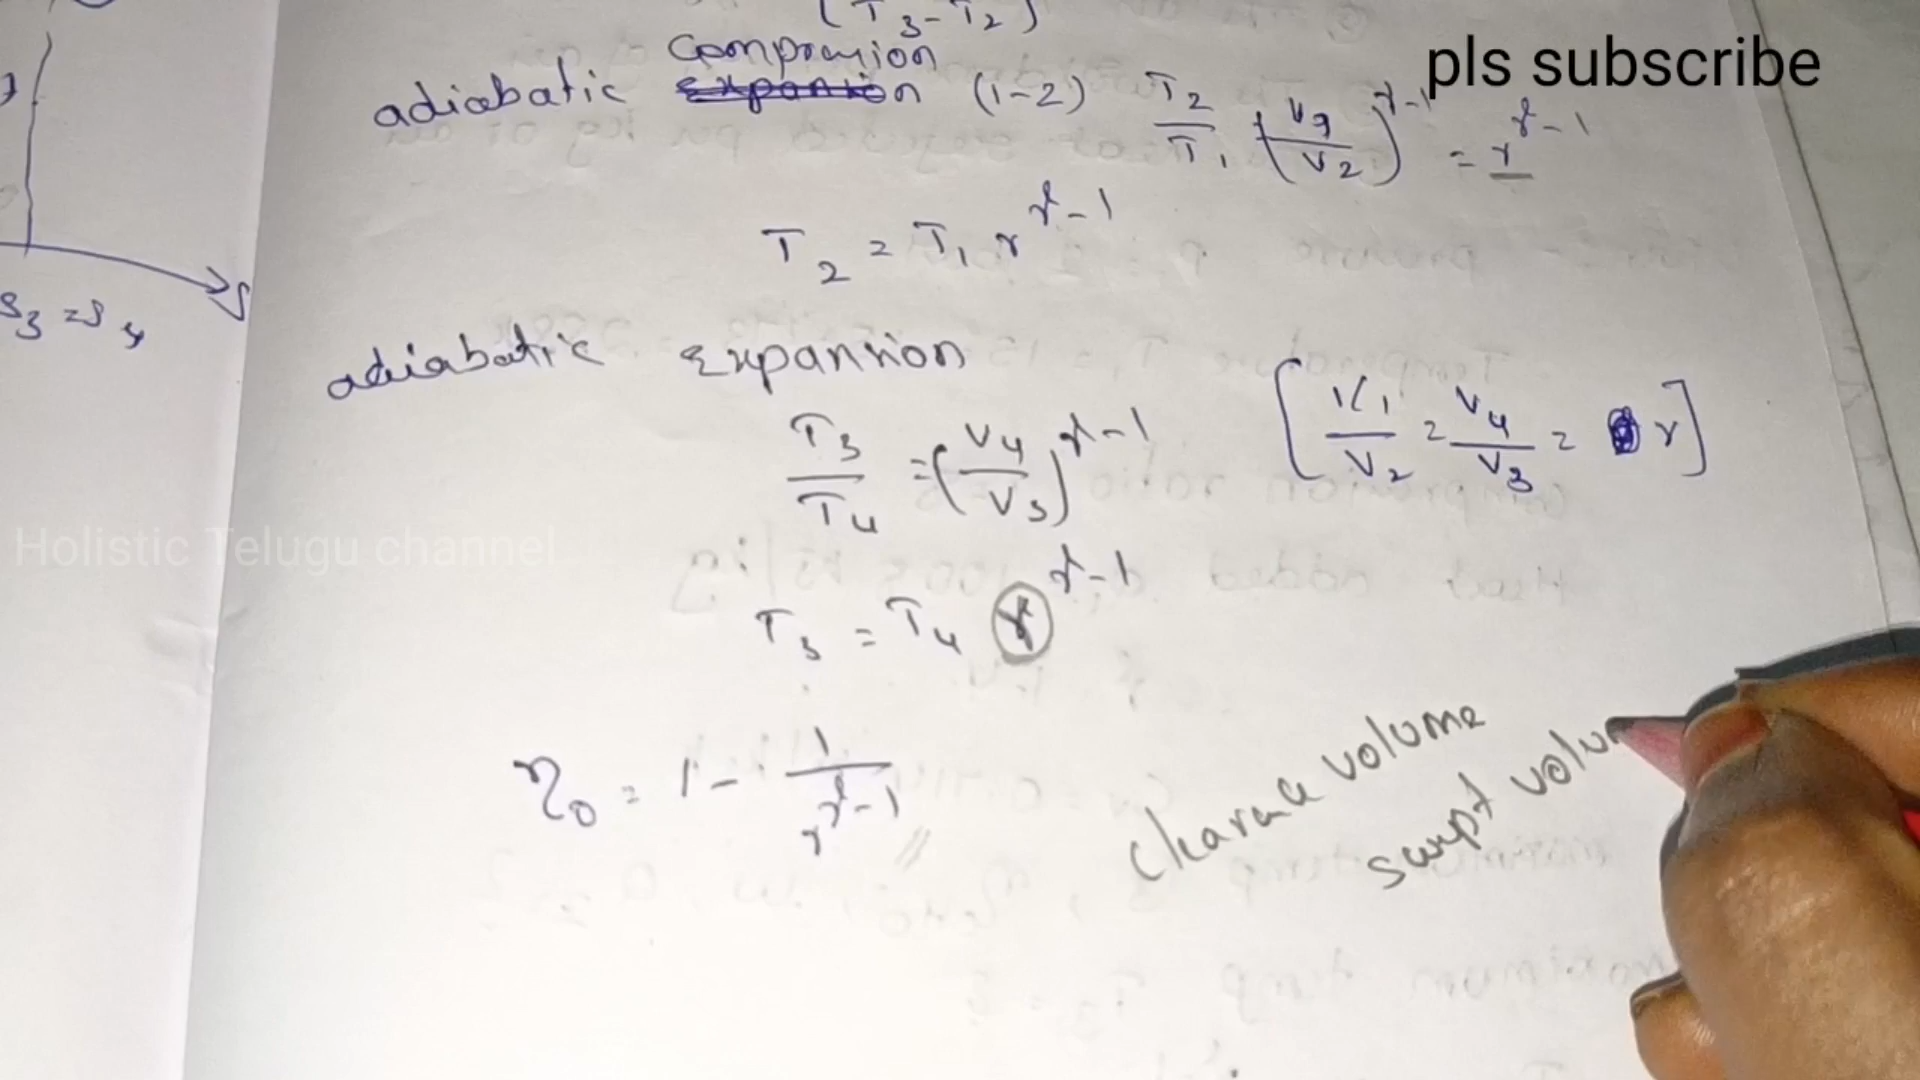 (T3-T2)
pls subscribe
Compression
adiabatic expansion (1-2) T2/T1 (V1/V2)^γ-1 = r^γ-1
T2 = T1 r^γ-1
S3 = S4
S
adiabatic Expansion
T3/T4 = (V4/V3)^γ-1 [V1/V2 = V4/V3 = r]
Holistic Telugu channel
T3 = T4 r^γ-1
η0 = 1 - 1/r^γ-1
clearance volume
swept volu